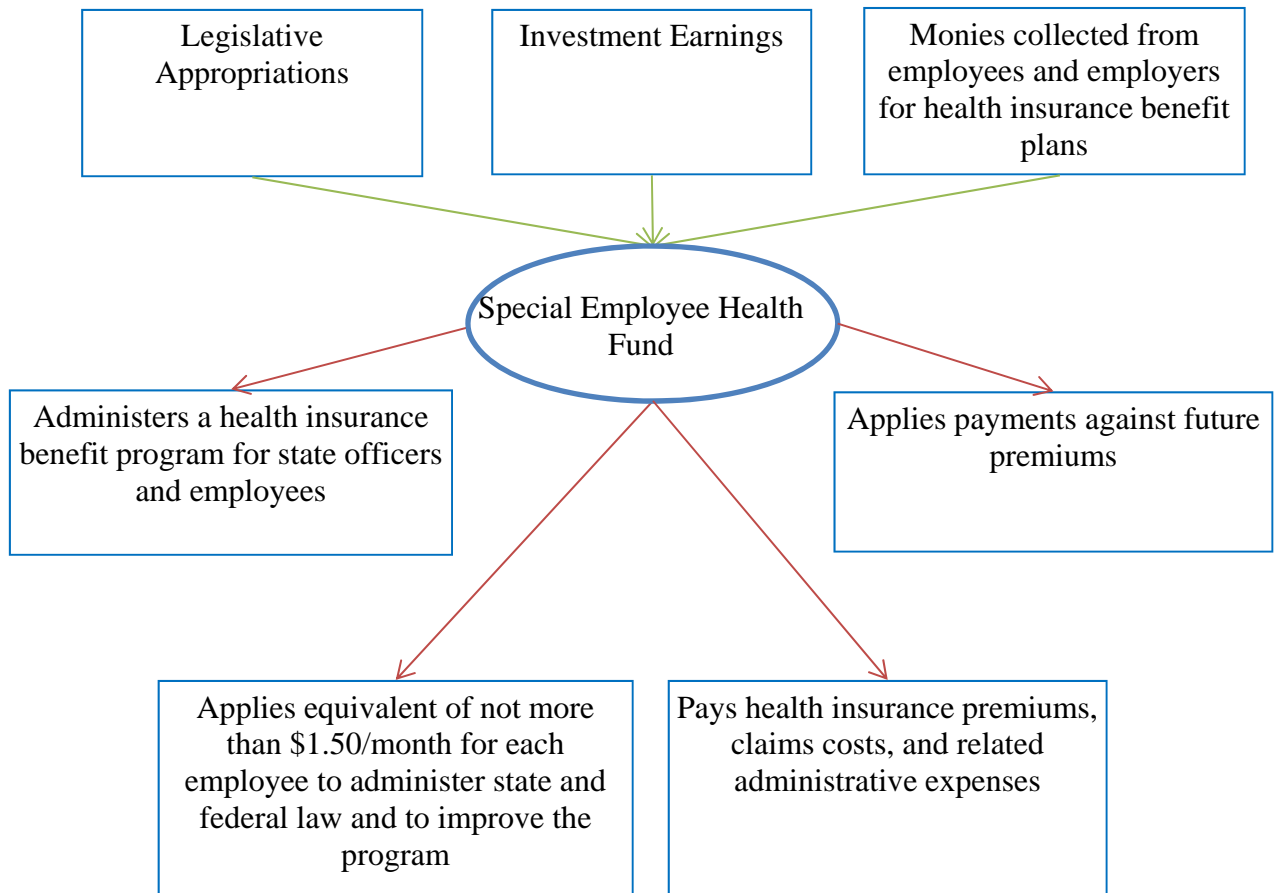 Legislative
Appropriations
Investment Earnings
Monies collected from
employees and employers
for health insurance benefit
plans
Special Employee Health
Fund
Administers a health insurance
benefit program for state officers
and employees
Applies payments against future
premiums
Applies equivalent of not more
than $1.50/month for each
employee to administer state and
federal law and to improve the
program
Pays health insurance premiums,
claims costs, and related
administrative expenses